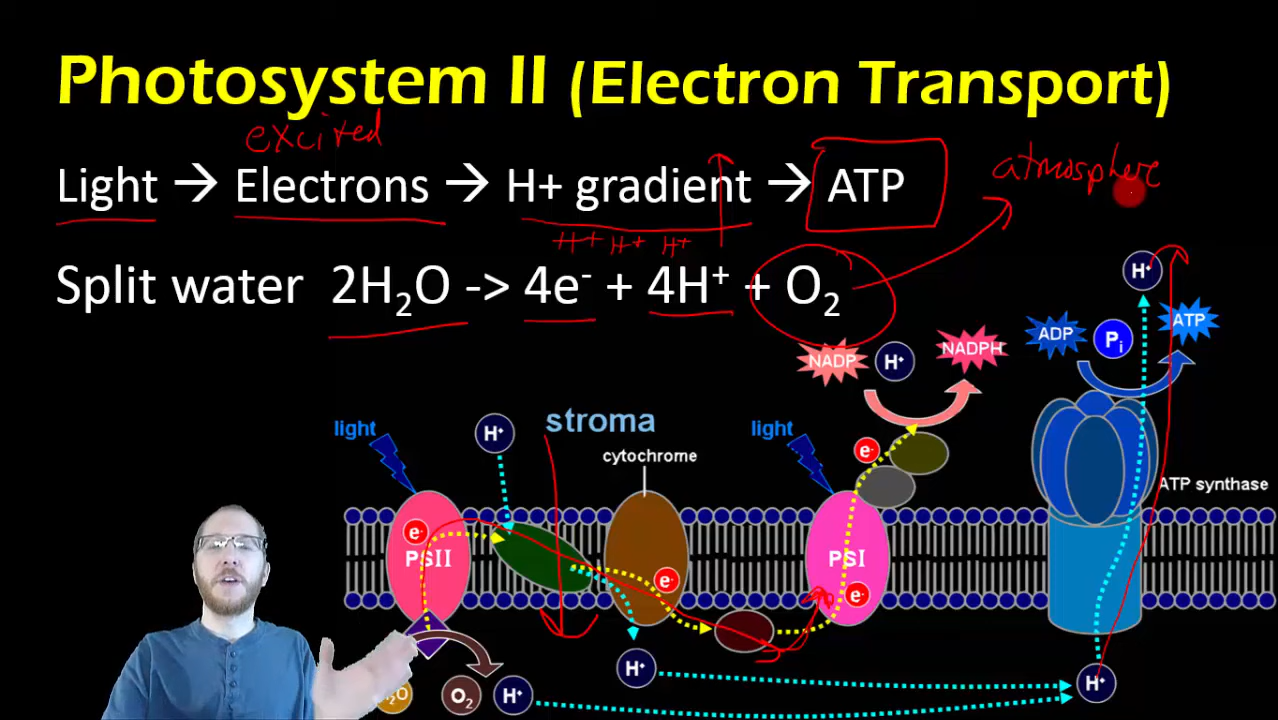 Photosystem II (Electron Transport)
excited
atmosphere
Light → Electrons → H+ gradient → ATP
H+ H+ H+
Split water 2H₂O -> 4e⁻ + 4H⁺ + O₂
H⁺
NADP H⁺ NADPH ADP Pi ATP
light H⁺ stroma light
cytochrome
e⁻
ATP synthase
e⁻
PSII PSI
e⁻ e⁻
H⁺ H⁺
O₂ H⁺